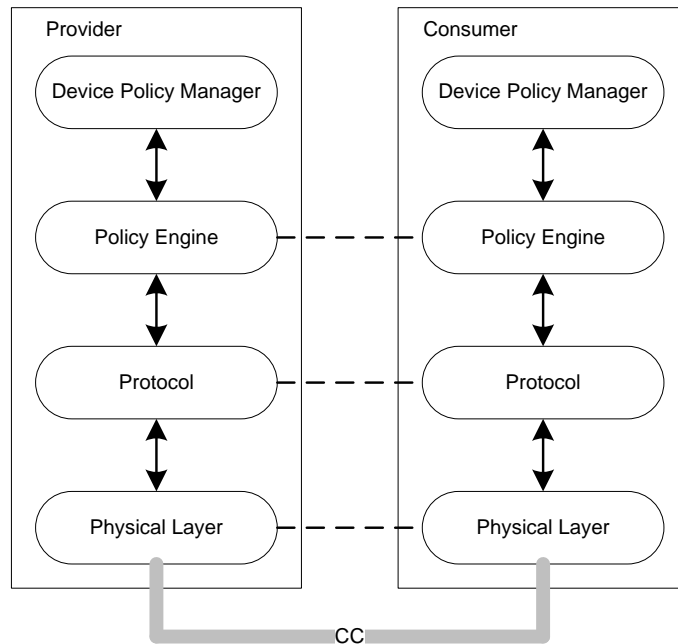 Provider
Device Policy Manager
Policy Engine
Protocol
Physical Layer
Consumer
Device Policy Manager
Policy Engine
Protocol
Physical Layer
CC